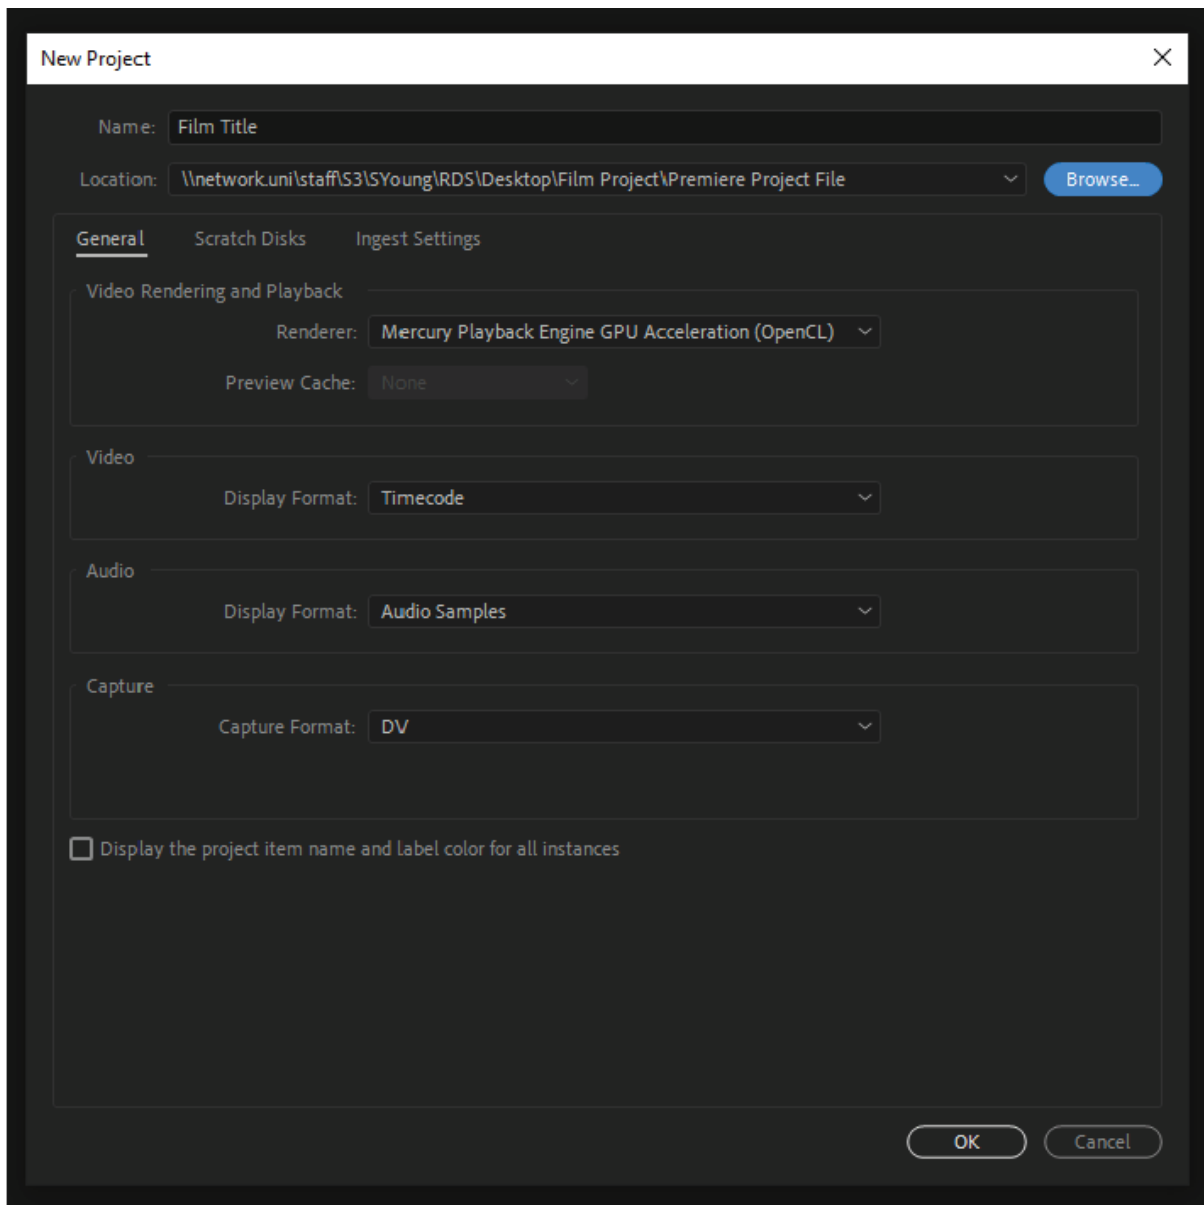 New Project
Name: Film Title
Location: \\network.uni\staff\S3\SYoung\RDS\Desktop\Film Project\Premiere Project File Browse...
General Scratch Disks Ingest Settings
Video Rendering and Playback
Renderer: Mercury Playback Engine GPU Acceleration (OpenCL)
Preview Cache: None
Video
Display Format: Timecode
Audio
Display Format: Audio Samples
Capture
Capture Format: DV
Display the project item name and label color for all instances
OK Cancel